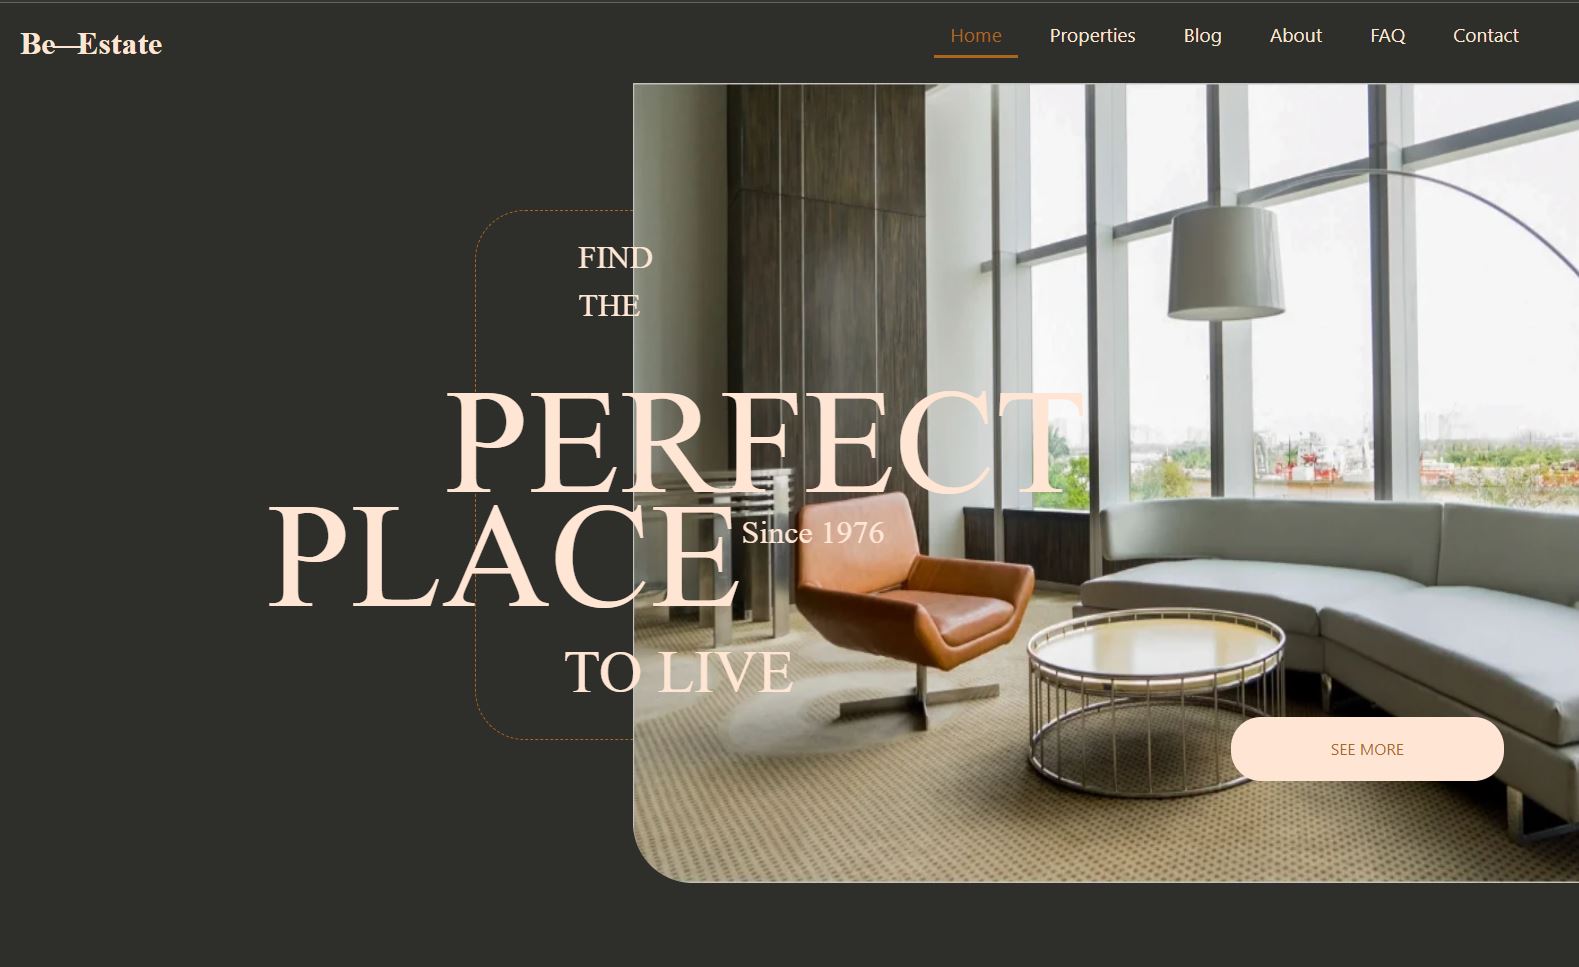 Be—Estate
Home Properties Blog About FAQ Contact
FIND
THE
PERFECT
PLACE Since 1976
TO LIVE
SEE MORE